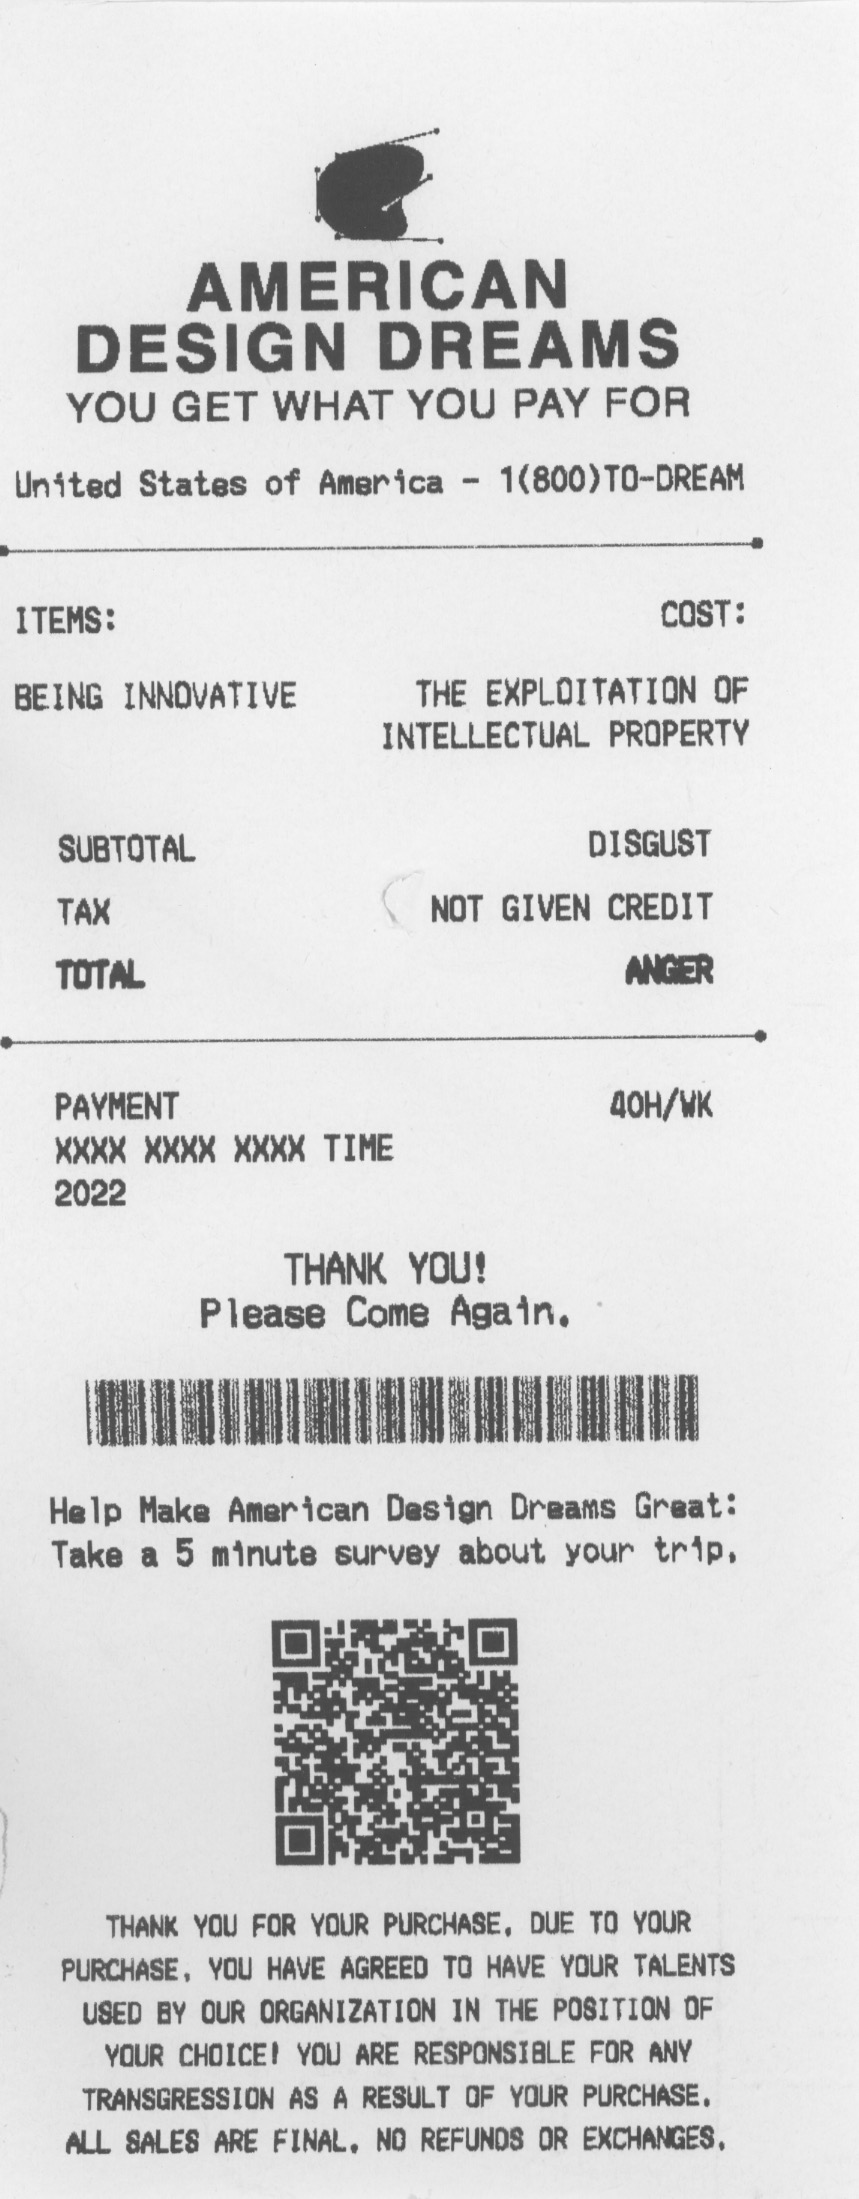 AMERICAN
DESIGN DREAMS
YOU GET WHAT YOU PAY FOR
United States of America - 1(800)TO-DREAM
ITEMS: COST:
BEING INNOVATIVE THE EXPLOITATION OF
INTELLECTUAL PROPERTY
SUBTOTAL DISGUST
TAX NOT GIVEN CREDIT
TOTAL ANGER
PAYMENT 40H/WK
XXXX XXXX XXXX TIME
2022
THANK YOU!
Please Come Again.
Help Make American Design Dreams Great:
Take a 5 minute survey about your trip.
THANK YOU FOR YOUR PURCHASE. DUE TO YOUR
PURCHASE, YOU HAVE AGREED TO HAVE YOUR TALENTS
USED BY OUR ORGANIZATION IN THE POSITION OF
YOUR CHOICE! YOU ARE RESPONSIBLE FOR ANY
TRANSGRESSION AS A RESULT OF YOUR PURCHASE.
ALL SALES ARE FINAL. NO REFUNDS OR EXCHANGES.